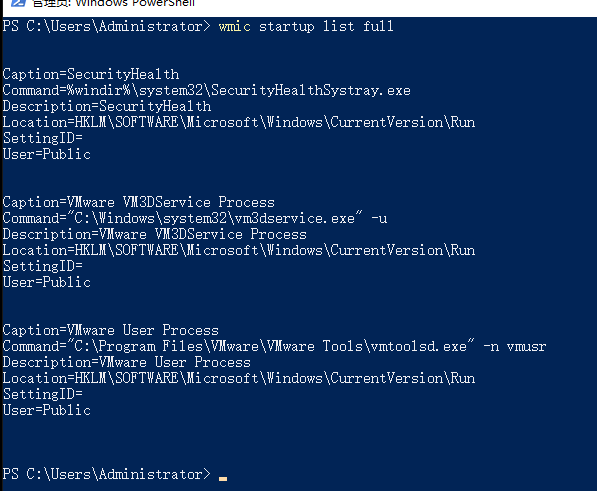 管理员: Windows PowerShell
PS C:\Users\Administrator> wmic startup list full
Caption=SecurityHealth
Command=%windir%\system32\SecurityHealthSystray.exe
Description=SecurityHealth
Location=HKLM\SOFTWARE\Microsoft\Windows\CurrentVersion\Run
SettingID=
User=Public
Caption=VMware VM3DService Process
Command="C:\Windows\system32\vm3dservice.exe" -u
Description=VMware VM3DService Process
Location=HKLM\SOFTWARE\Microsoft\Windows\CurrentVersion\Run
SettingID=
User=Public
Caption=VMware User Process
Command="C:\Program Files\VMware\VMware Tools\vmtoolsd.exe" -n vmusr
Description=VMware User Process
Location=HKLM\SOFTWARE\Microsoft\Windows\CurrentVersion\Run
SettingID=
User=Public
PS C:\Users\Administrator>